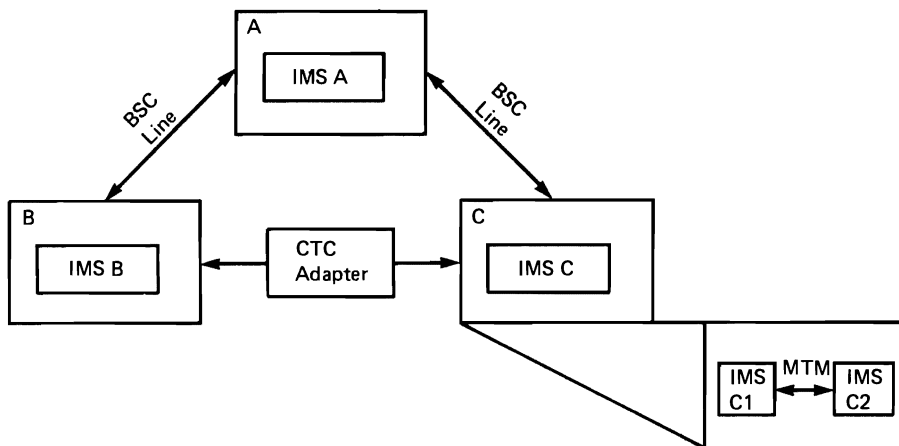 A
IMS A
BSC
Line
BSC
Line
B
IMS B
CTC
Adapter
C
IMS C
IMS
C1
MTM
IMS
C2